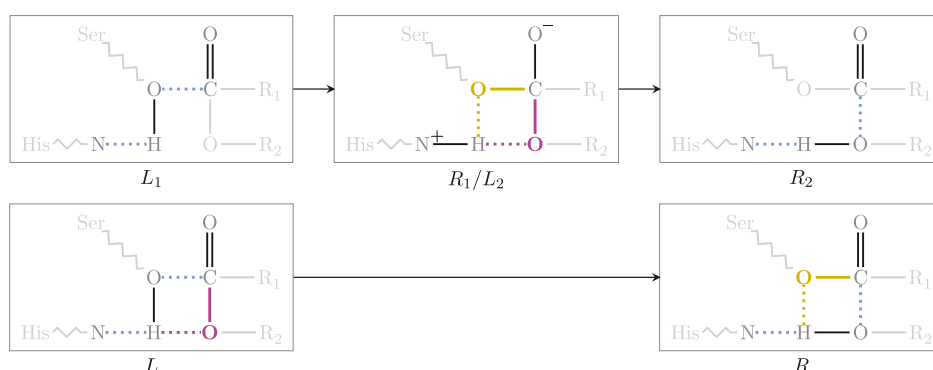 Ser O
O C R₁
His N H O R₂
L₁
Ser O⁻
O C R₁
His N⁺ H O R₂
R₁/L₂
Ser O
O C R₁
His N H O R₂
R₂
Ser O
O C R₁
His N H O R₂
L
Ser O
O C R₁
His N H O R₂
R